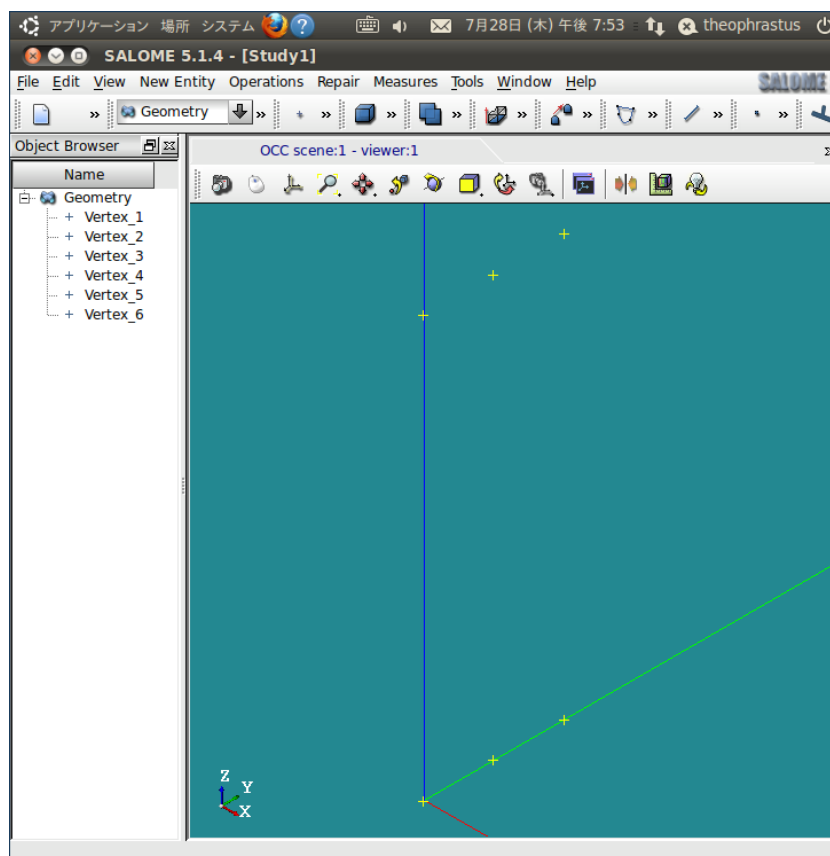 アプリケーション 場所 システム 7月28日 (木) 午後 7:53 theophrastus
SALOME 5.1.4 - [Study1]
File Edit View New Entity Operations Repair Measures Tools Window Help SALOME
Geometry
Object Browser
OCC scene:1 - viewer:1
Name
Geometry
Vertex_1
Vertex_2
Vertex_3
Vertex_4
Vertex_5
Vertex_6
Z
Y
X